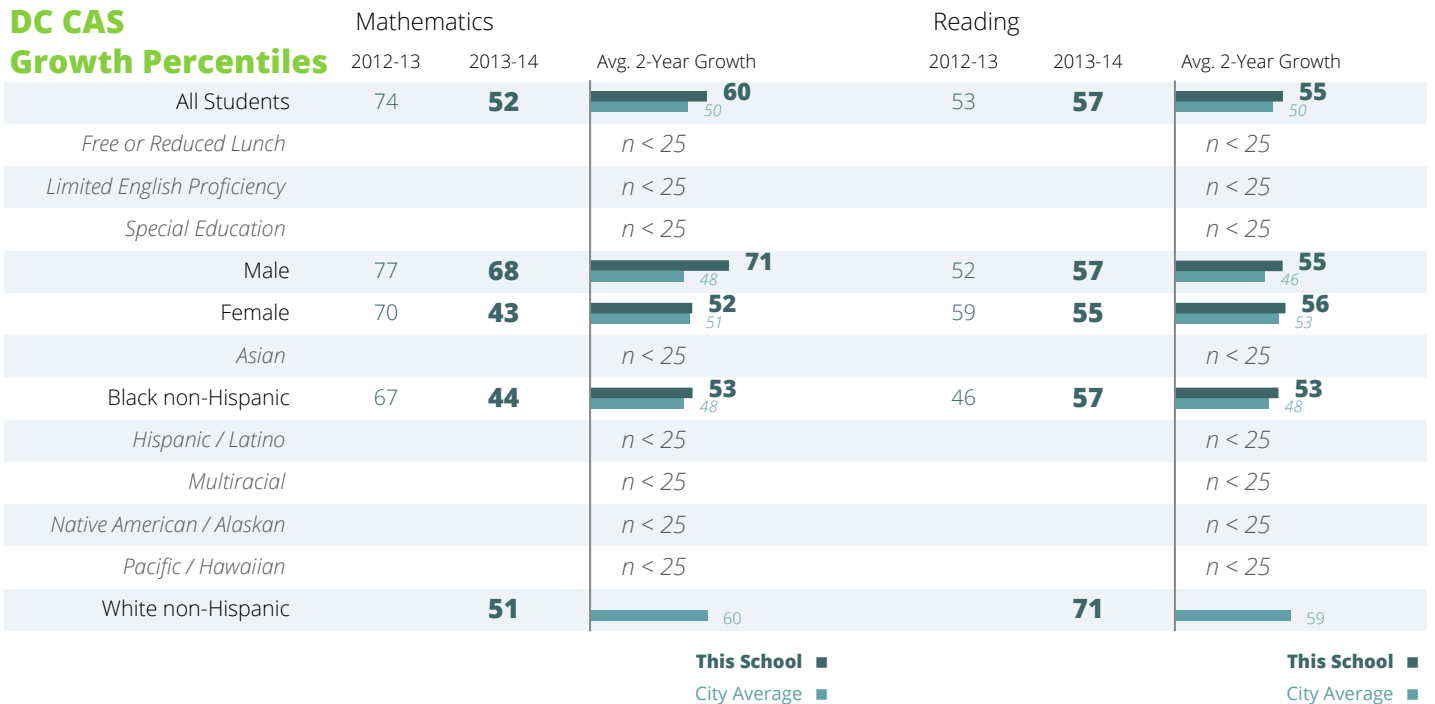 DC CAS
Growth Percentiles
Mathematics
Reading
2012-13 2013-14 Avg. 2-Year Growth 2012-13 2013-14 Avg. 2-Year Growth
All Students 74 52 60 50 53 57 55 50
Free or Reduced Lunch n < 25 n < 25
Limited English Proficiency n < 25 n < 25
Special Education n < 25 n < 25
Male 77 68 71 48 52 57 55 46
Female 70 43 52 51 59 55 56 53
Asian n < 25 n < 25
Black non-Hispanic 67 44 53 48 46 57 53 48
Hispanic / Latino n < 25 n < 25
Multiracial n < 25 n < 25
Native American / Alaskan n < 25 n < 25
Pacific / Hawaiian n < 25 n < 25
White non-Hispanic 51 60 71 59
This School This School
City Average City Average